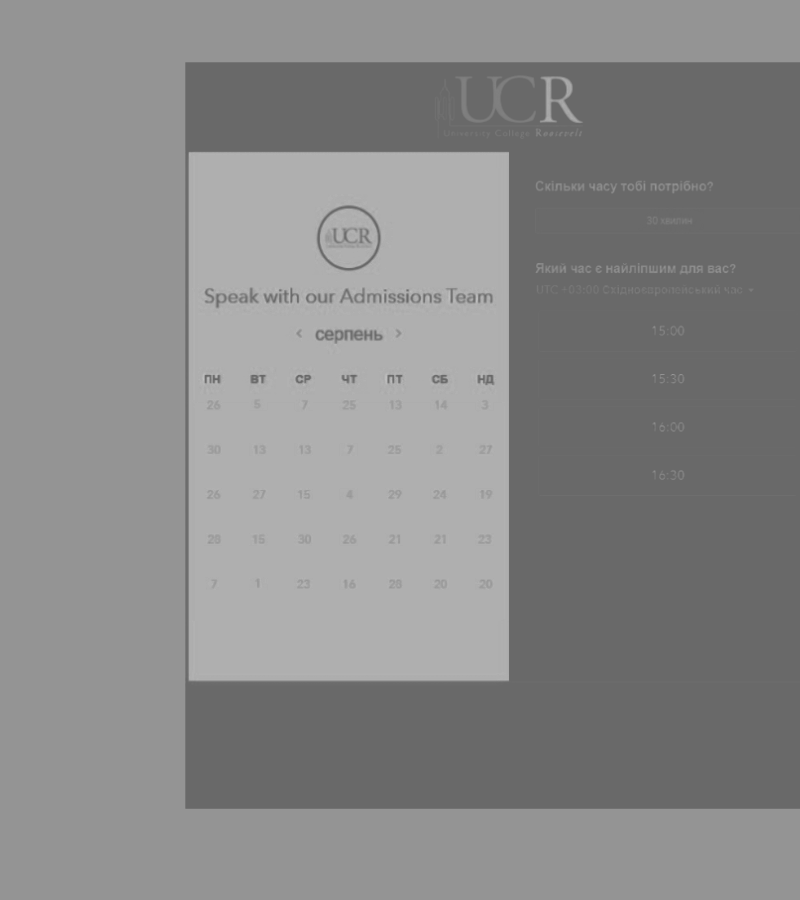 UCR
University College Roosevelt
UCR
Speak with our Admissions Team
‹ серпень ›
ПН ВТ СР ЧТ ПТ СБ НД
26 5 7 25 13 14 3
30 13 13 7 25 2 27
26 27 15 4 29 24 19
28 15 30 26 21 21 23
7 1 23 16 28 20 20
Скільки часу тобі потрібно?
30 хвилин
Який час є найліпшим для вас?
UTC +03:00 Східноєвропейський час
15:00
15:30
16:00
16:30